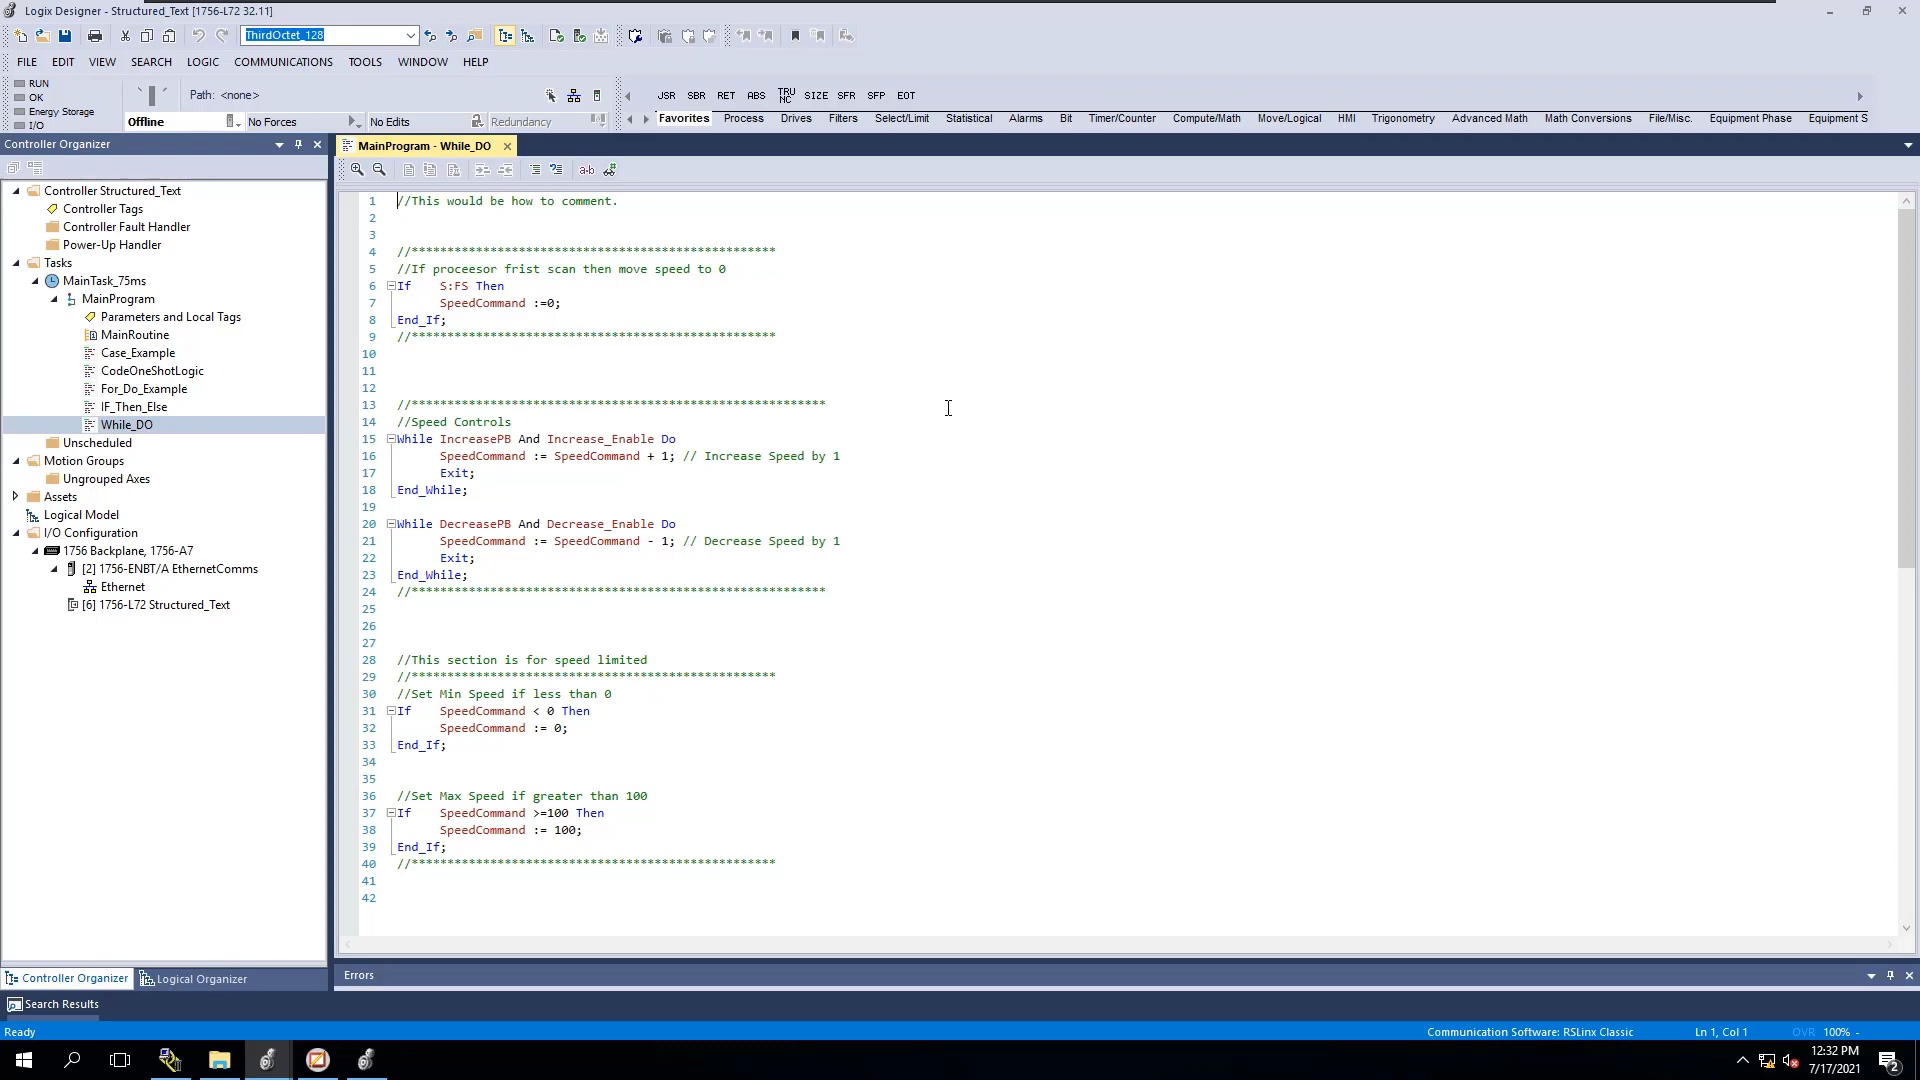 Logix Designer - Structured_Text [1756-L72 32.11]
ThirdOctet_128
FILE EDIT VIEW SEARCH LOGIC COMMUNICATIONS TOOLS WINDOW HELP
RUN
OK
Energy Storage
I/O
Path: <none>
Offline
No Forces
No Edits
Redundancy
JSR SBR RET ABS TRUNC SIZE SFR SFP EOT
Favorites Process Drives Filters Select/Limit Statistical Alarms Bit Timer/Counter Compute/Math Move/Logical HMI Trigonometry Advanced Math Math Conversions File/Misc. Equipment Phase Equipment S
Controller Organizer
MainProgram - While_DO
Controller Structured_Text
Controller Tags
Controller Fault Handler
Power-Up Handler
Tasks
MainTask_75ms
MainProgram
Parameters and Local Tags
MainRoutine
Case_Example
CodeOneShotLogic
For_Do_Example
IF_Then_Else
While_DO
Unscheduled
Motion Groups
Ungrouped Axes
Assets
Logical Model
I/O Configuration
1756 Backplane, 1756-A7
[2] 1756-ENBT/A EthernetComms
Ethernet
[6] 1756-L72 Structured_Text
a-b
1 //This would be how to comment.
2
3
4 //***************************************************
5 //If proceesor frist scan then move speed to 0
6 If S:FS Then
7 SpeedCommand :=0;
8 End_If;
9 //***************************************************
10
11
12
13 //**********************************************************
14 //Speed Controls
15 While IncreasePB And Increase_Enable Do
16 SpeedCommand := SpeedCommand + 1; // Increase Speed by 1
17 Exit;
18 End_While;
19
20 While DecreasePB And Decrease_Enable Do
21 SpeedCommand := SpeedCommand - 1; // Decrease Speed by 1
22 Exit;
23 End_While;
24 //**********************************************************
25
26
27
28 //This section is for speed limited
29 //***************************************************
30 //Set Min Speed if less than 0
31 If SpeedCommand < 0 Then
32 SpeedCommand := 0;
33 End_If;
34
35
36 //Set Max Speed if greater than 100
37 If SpeedCommand >=100 Then
38 SpeedCommand := 100;
39 End_If;
40 //***************************************************
41
42
Controller Organizer
Logical Organizer
Errors
Search Results
Ready
Communication Software: RSLinx Classic
Ln 1, Col 1
OVR
100%
12:32 PM
7/17/2021
2